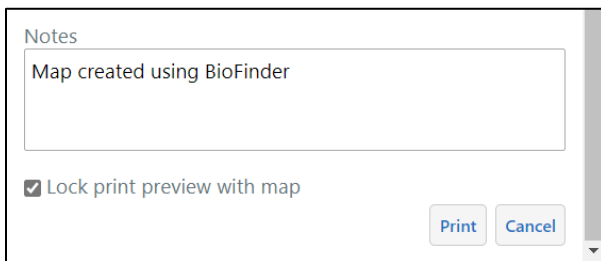 Notes
Map created using BioFinder
Lock print preview with map
Print Cancel